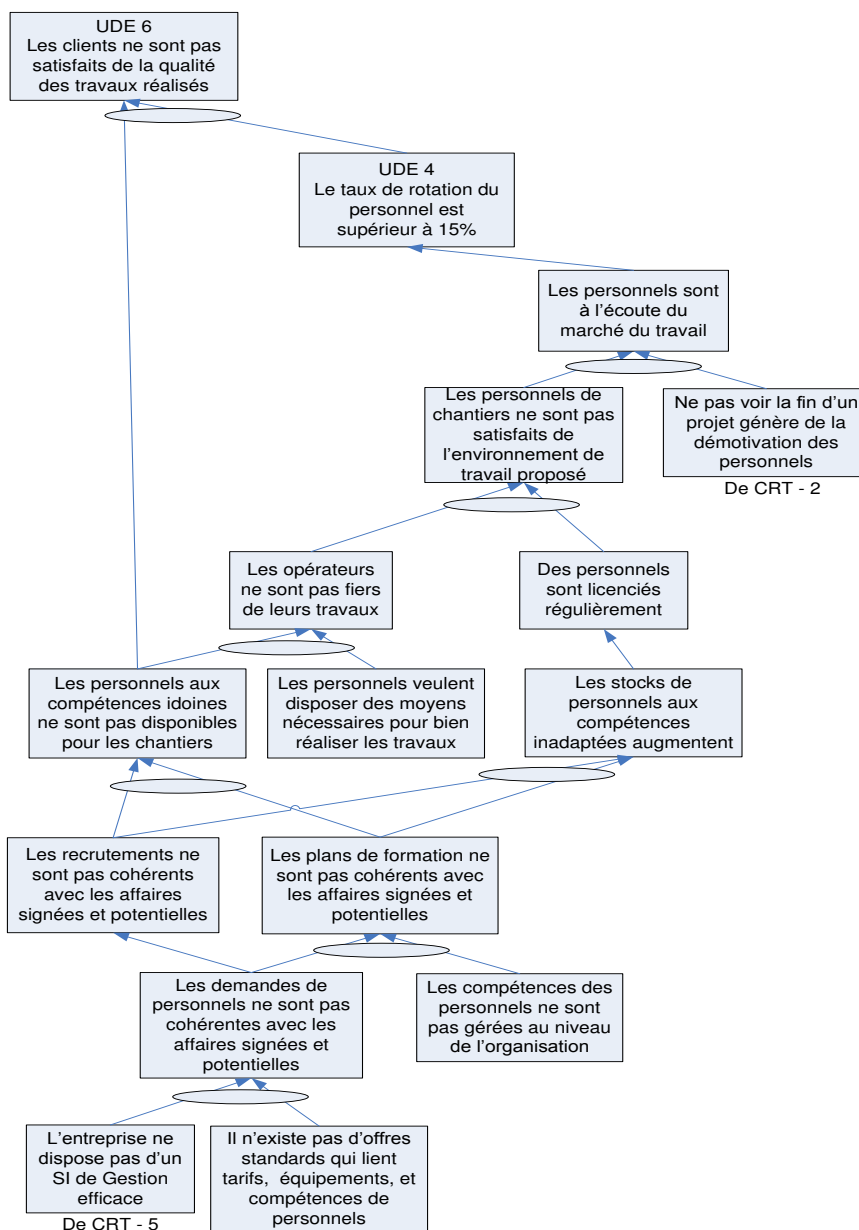 UDE 6
Les clients ne sont pas
satisfaits de la qualité
des travaux réalisés
UDE 4
Le taux de rotation du
personnel est
supérieur à 15%
Les personnels sont
à l'écoute du
marché du travail
Les personnels de
chantiers ne sont pas
satisfaits de
l'environnement de
travail proposé
Ne pas voir la fin d'un
projet génère de la
démotivation des
personnels
De CRT - 2
Les opérateurs
ne sont pas fiers
de leurs travaux
Des personnels
sont licenciés
régulièrement
Les personnels aux
compétences idoines
ne sont pas disponibles
pour les chantiers
Les personnels veulent
disposer des moyens
nécessaires pour bien
réaliser les travaux
Les stocks de
personnels aux
compétences
inadaptées augmentent
Les recrutements ne
sont pas cohérents
avec les affaires
signées et potentielles
Les plans de formation ne
sont pas cohérents avec
les affaires signées et
potentielles
Les demandes de
personnels ne sont pas
cohérentes avec les
affaires signées et
potentielles
Les compétences des
personnels ne sont
pas gérées au niveau
de l'organisation
L'entreprise ne
dispose pas d'un
SI de Gestion
efficace
De CRT - 5
Il n'existe pas d'offres
standards qui lient
tarifs, équipements, et
compétences de
personnels